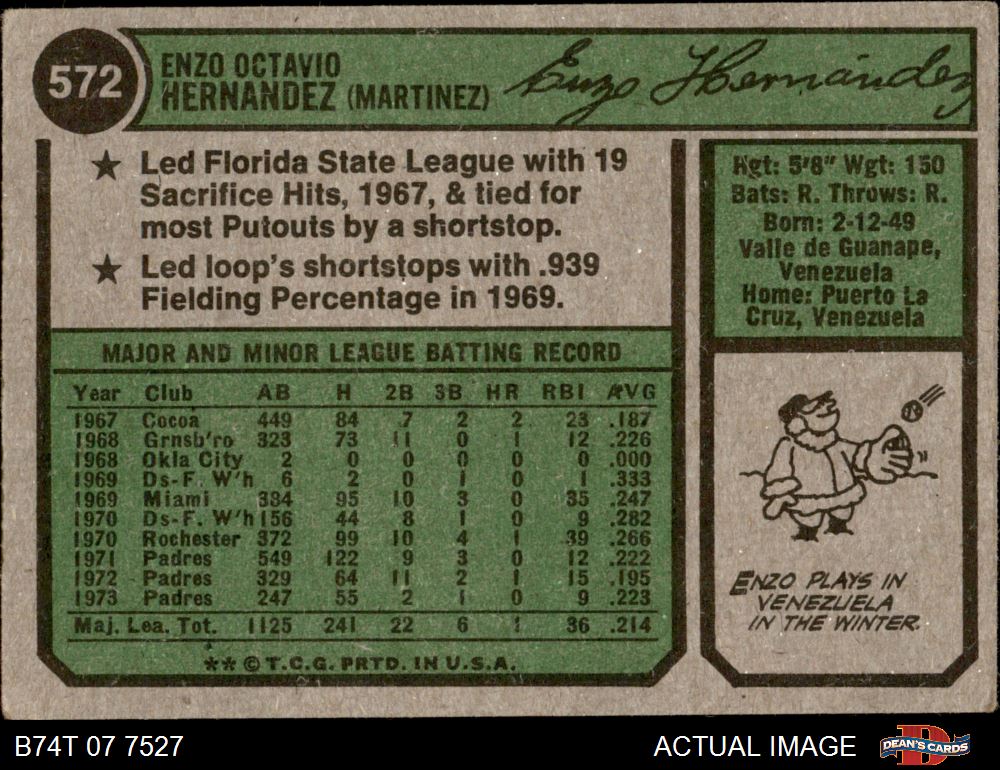 572
ENZO OCTAVIO
HERNANDEZ (MARTINEZ)
Enzo Hernández
★ Led Florida State League with 19
Sacrifice Hits, 1967, & tied for
most Putouts by a shortstop.
★ Led loop's shortstops with .939
Fielding Percentage in 1969.
Hgt: 5'8" Wgt: 150
Bats: R. Throws: R.
Born: 2-12-49
Valle de Guanape,
Venezuela
Home: Puerto La
Cruz, Venezuela
MAJOR AND MINOR LEAGUE BATTING RECORD
Year Club AB H 2B 3B HR RBI AVG
1967 Cocoa 449 84 7 2 2 23 .187
1968 Grnsb'ro 323 73 11 0 1 12 .226
1968 Okla City 2 0 0 0 0 0 .000
1969 Ds-F. W'h 6 2 0 1 0 1 .333
1969 Miami 384 95 10 3 0 35 .247
1970 Ds-F. W'h 156 44 8 1 0 9 .282
1970 Rochester 372 99 10 4 1 39 .266
1971 Padres 549 122 9 3 0 12 .222
1972 Padres 329 64 11 2 1 15 .195
1973 Padres 247 55 2 1 0 9 .223
Maj. Lea. Tot. 1125 241 22 6 1 36 .214
** © T.C.G. PRTD. IN U.S.A.
ENZO PLAYS IN
VENEZUELA
IN THE WINTER.
B74T 07 7527
ACTUAL IMAGE
D
DEAN'S CARDS